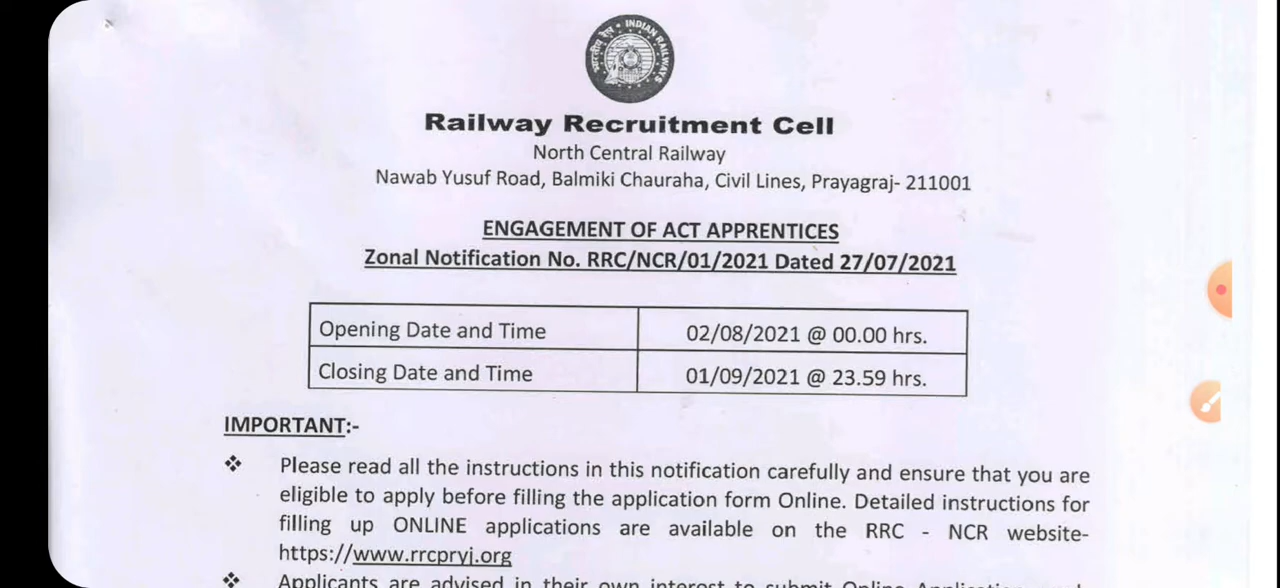 भारतीय रेल • INDIAN RAILWAYS
Railway Recruitment Cell
North Central Railway
Nawab Yusuf Road, Balmiki Chauraha, Civil Lines, Prayagraj- 211001
ENGAGEMENT OF ACT APPRENTICES
Zonal Notification No. RRC/NCR/01/2021 Dated 27/07/2021
Opening Date and Time 02/08/2021 @ 00.00 hrs.
Closing Date and Time 01/09/2021 @ 23.59 hrs.
IMPORTANT:-
❖ Please read all the instructions in this notification carefully and ensure that you are
eligible to apply before filling the application form Online. Detailed instructions for
filling up ONLINE applications are available on the RRC - NCR website-
https://www.rrcpryj.org
❖ Applicants are advised in their own interest to submit Online Application